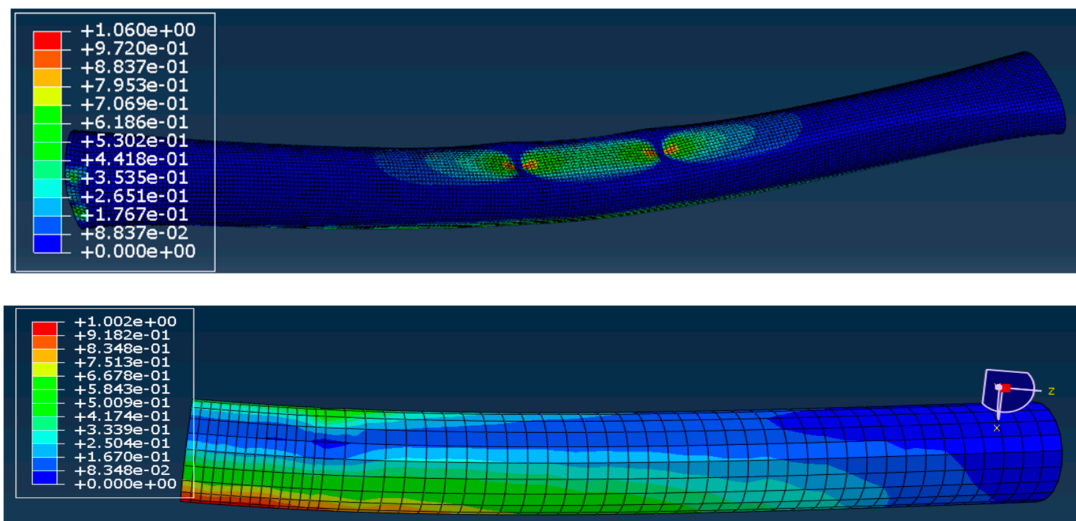 +1.060e+00
+9.720e-01
+8.837e-01
+7.953e-01
+7.069e-01
+6.186e-01
+5.302e-01
+4.418e-01
+3.535e-01
+2.651e-01
+1.767e-01
+8.837e-02
+0.000e+00
+1.002e+00
+9.182e-01
+8.348e-01
+7.513e-01
+6.678e-01
+5.843e-01
+5.009e-01
+4.174e-01
+3.339e-01
+2.504e-01
+1.670e-01
+8.348e-02
+0.000e+00
Z
X